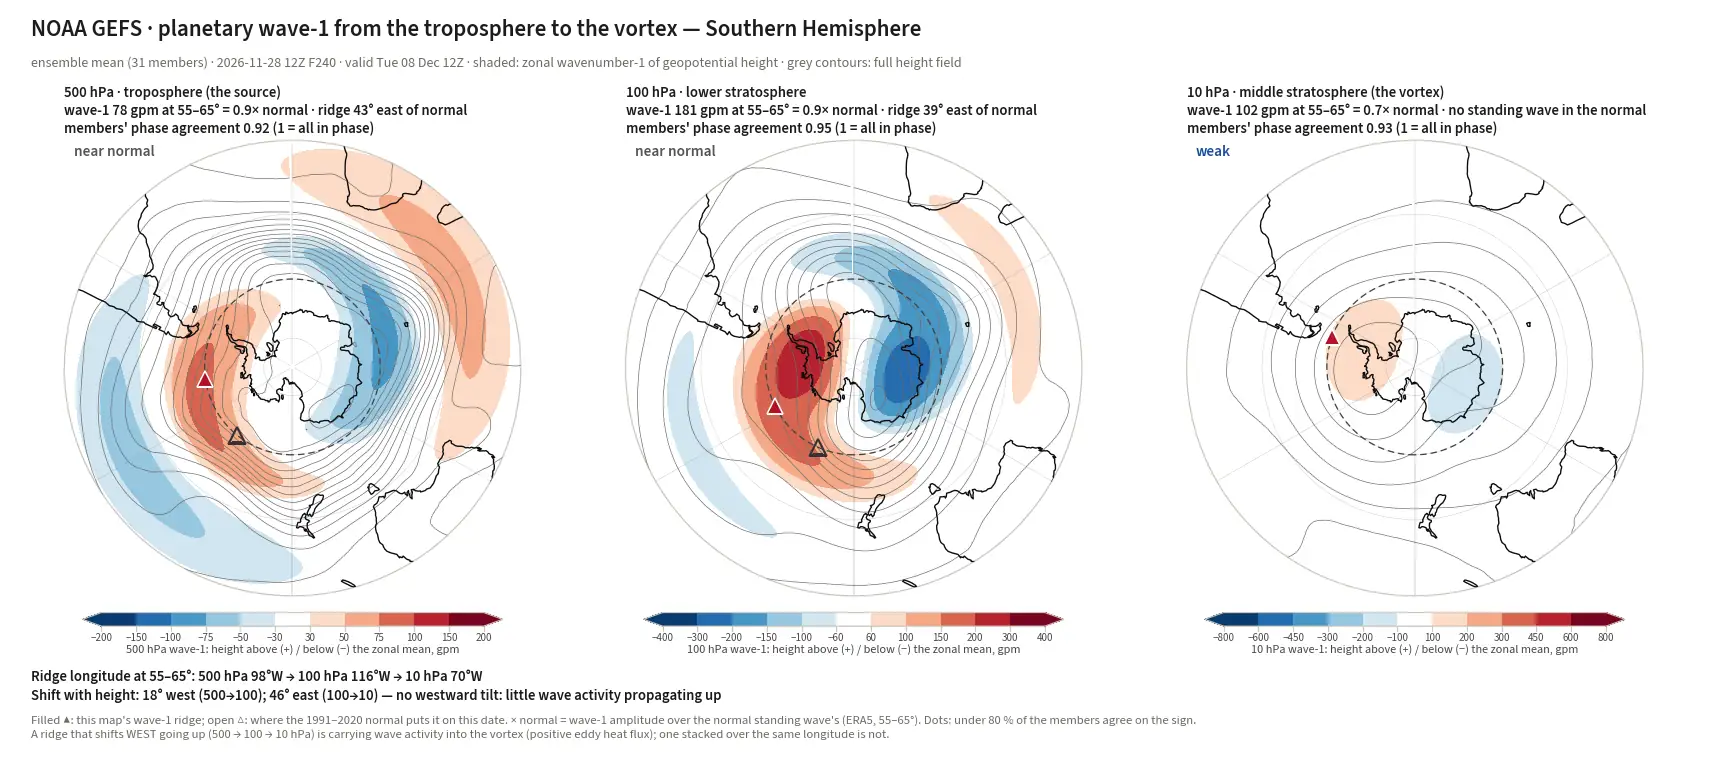 NOAA GEFS · planetary wave-1 from the troposphere to the vortex — Southern Hemisphere
ensemble mean (31 members) · 2026-11-28 12Z F240 · valid Tue 08 Dec 12Z · shaded: zonal wavenumber-1 of geopotential height · grey contours: full height field
500 hPa · troposphere (the source)
wave-1 78 gpm at 55–65° = 0.9× normal · ridge 43° east of normal
members' phase agreement 0.92 (1 = all in phase)
near normal
100 hPa · lower stratosphere
wave-1 181 gpm at 55–65° = 0.9× normal · ridge 39° east of normal
members' phase agreement 0.95 (1 = all in phase)
near normal
10 hPa · middle stratosphere (the vortex)
wave-1 102 gpm at 55–65° = 0.7× normal · no standing wave in the normal
members' phase agreement 0.93 (1 = all in phase)
weak
−200 −150 −100 −75 −50 −30 30 50 75 100 150 200
500 hPa wave-1: height above (+) / below (−) the zonal mean, gpm
−400 −300 −200 −150 −100 −60 60 100 150 200 300 400
100 hPa wave-1: height above (+) / below (−) the zonal mean, gpm
−800 −600 −450 −300 −200 −100 100 200 300 450 600 800
10 hPa wave-1: height above (+) / below (−) the zonal mean, gpm
Ridge longitude at 55–65°: 500 hPa 98°W → 100 hPa 116°W → 10 hPa 70°W
Shift with height: 18° west (500→100); 46° east (100→10) — no westward tilt: little wave activity propagating up
Filled ▲: this map's wave-1 ridge; open △: where the 1991–2020 normal puts it on this date. × normal = wave-1 amplitude over the normal standing wave's (ERA5, 55–65°). Dots: under 80 % of the members agree on the sign.
A ridge that shifts WEST going up (500 → 100 → 10 hPa) is carrying wave activity into the vortex (positive eddy heat flux); one stacked over the same longitude is not.